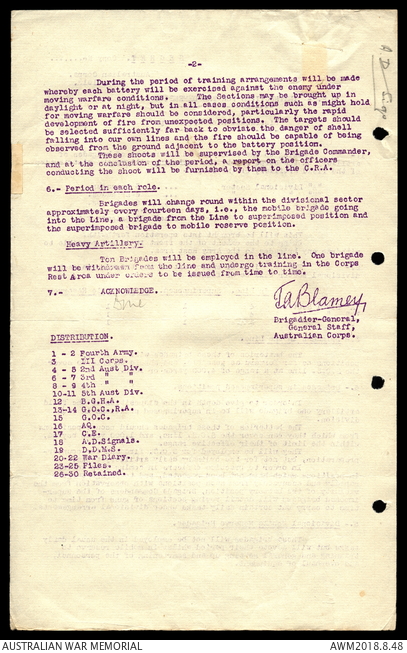 -2-
During the period of training arrangements will be made
whereby each battery will be exercised against the enemy under
moving warfare conditions. The Sections may be brought up in
daylight or at night, but in all cases conditions such as might hold
for moving warfare should be considered, particularly the rapid
development of fire from unexpected positions. The targets should
be selected sufficiently far back to obviate the danger of shell
falling into our own lines and the fire should be capable of being
observed from the ground adjacent to the battery position.
These shoots will be supervised by the Brigade Commander,
and at the conclusion of the period, a report on the officers
conducting the shoot will be furnished by them to the C.R.A.
6.- Period in each role.
Brigades will change round within the divisional sector
approximately every fourteen days, i.e., the mobile brigade going
into the Line, a brigade from the Line to superimposed position and
the superimposed brigade to mobile reserve position.
Heavy Artillery.
Ten Brigades will be employed in the line. One brigade
will be withdrawn from the line and undergo training in the Corps
Rest Area under orders to be issued from time to time.
7.- ACKNOWLEDGE.
Done
T.A. Blamey
Brigadier-General,
General Staff,
Australian Corps.
DISTRIBUTION.
1 - 2 Fourth Army.
3 III Corps.
4 - 5 2nd Aust Div.
6 - 7 3rd " "
8 - 9 4th " "
10-11 5th Aust Div.
12 B.G.H.A.
13-14 G.O.C.,R.A.
15 G.O.C.
16 AQ.
17 C.E.
18 A.D.Signals.
19 D.D.M.S.
20-22 War Diary.
23-25 Files.
26-30 Retained.
AUSTRALIAN WAR MEMORIAL
AWM2018.8.48